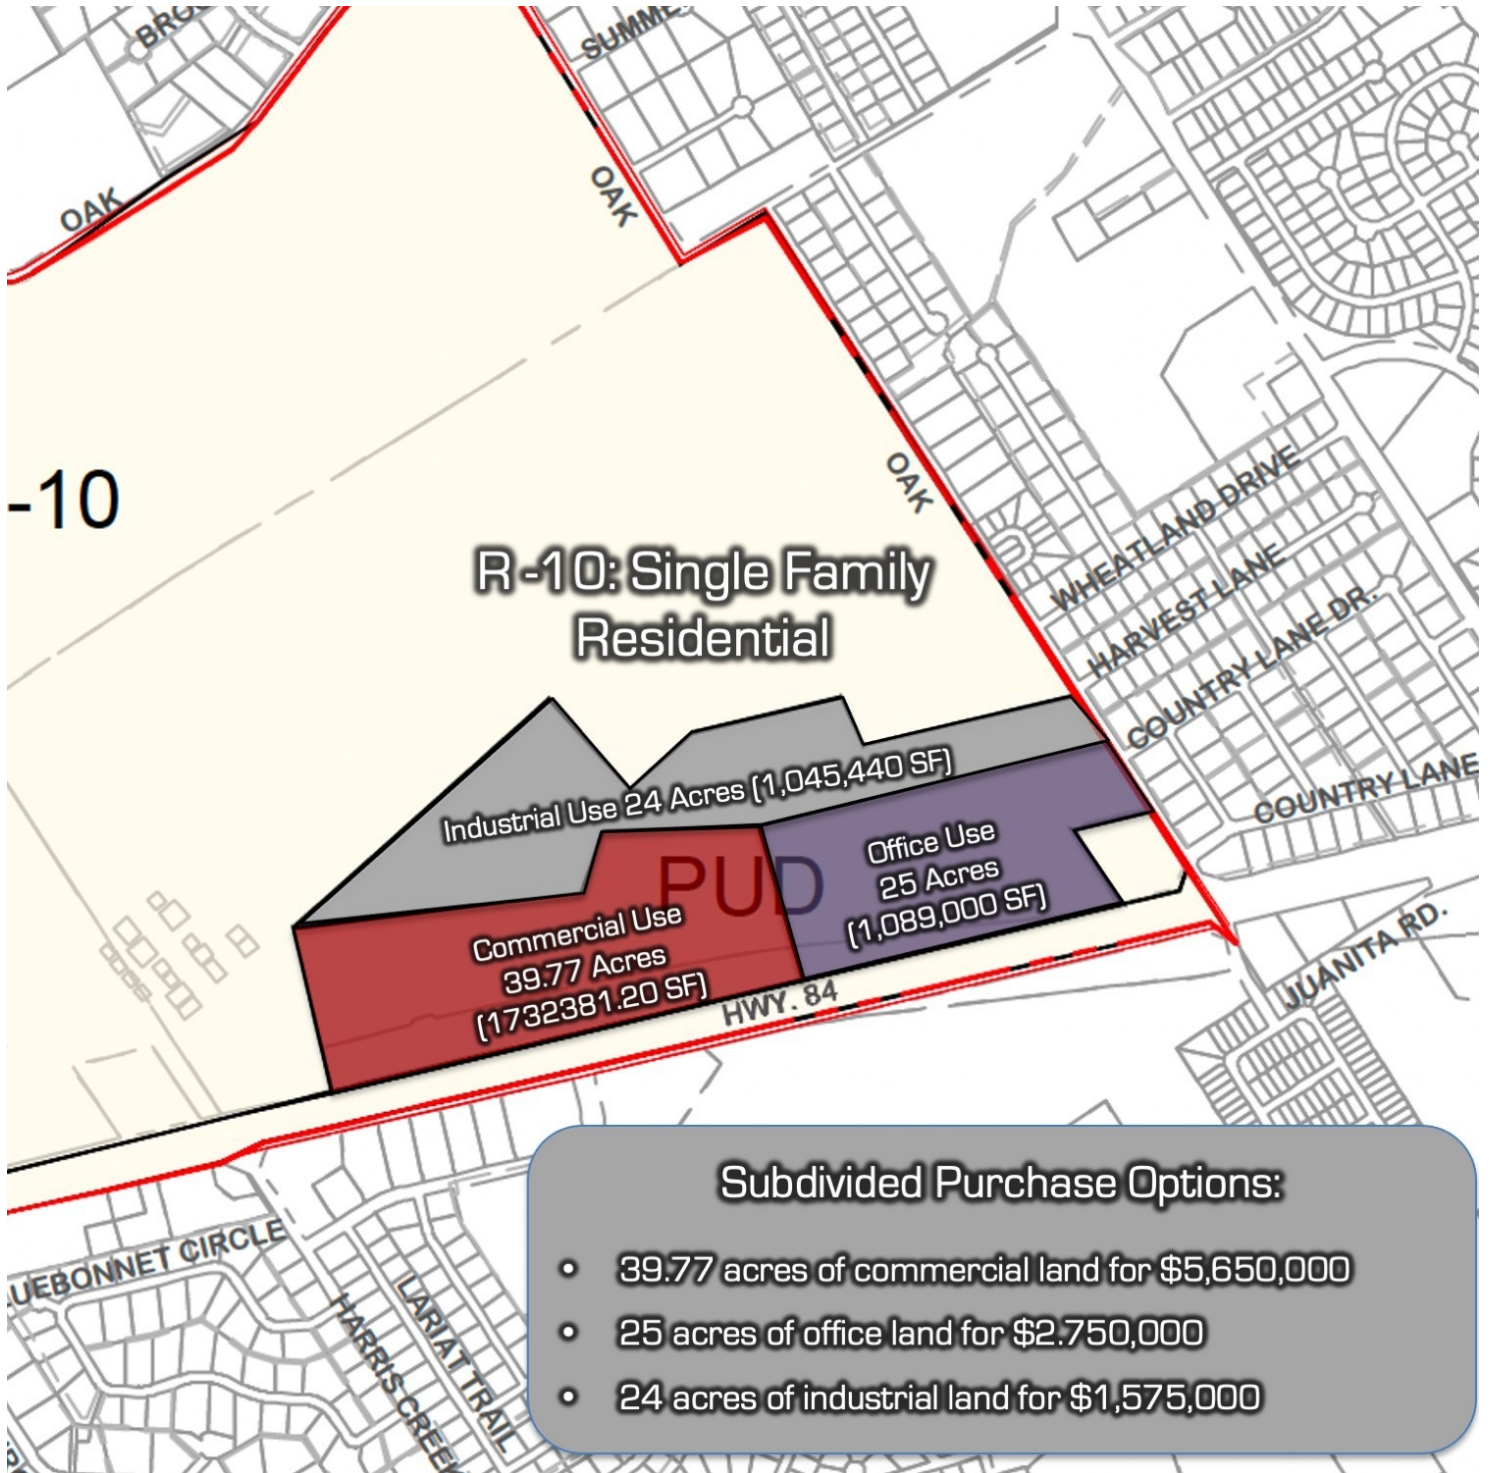 SUMME
OAK
OAK
OAK
-10
R -10: Single Family
Residential
WHEATLAND DRIVE
HARVEST LANE
COUNTRY LANE DR.
COUNTRY LANE
Industrial Use 24 Acres (1,045,440 SF)
PUD
Office Use
25 Acres
(1,089,000 SF)
Commercial Use
39.77 Acres
(1732381.20 SF)
HWY. 84
JUANITA RD.
UEBONNET CIRCLE
HARRIS CREEK
LARIAT TRAIL
Subdivided Purchase Options:
• 39.77 acres of commercial land for $5,650,000
• 25 acres of office land for $2.750,000
• 24 acres of industrial land for $1,575,000